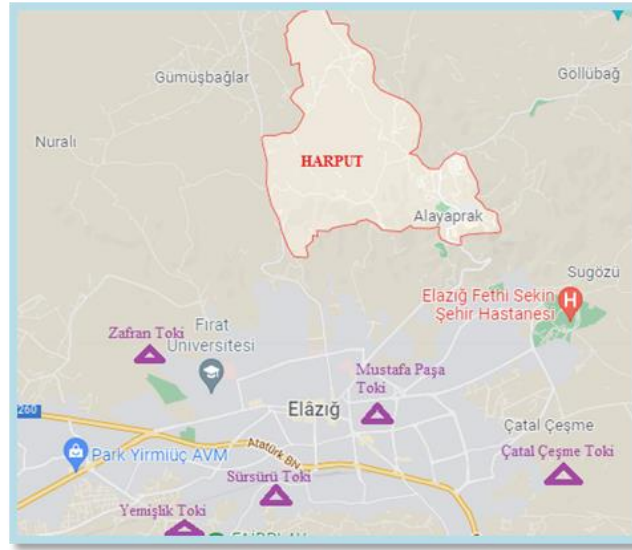 Gümüşbağlar
Göllübağ
Nuralı
HARPUT
Alayaprak
Sugözü
Elazığ Fethi Sekin
Şehir Hastanesi
H
Zafran Toki
Fırat
Üniversitesi
Mustafa Paşa
Toki
260
Elâzığ
Çatal Çeşme
Park Yirmiüç AVM
Atatürk Blv.
Çatal Çeşme Toki
Sürsürü Toki
Yemişlik Toki